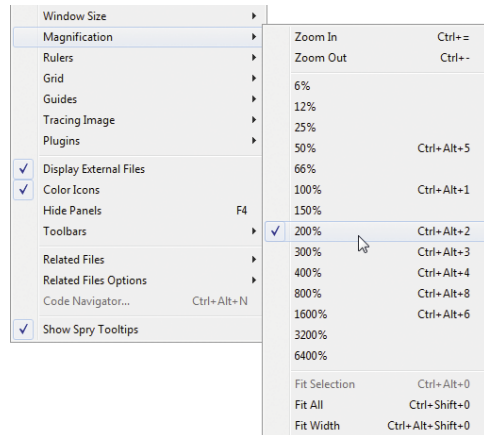 Window Size
Magnification
Rulers
Grid
Guides
Tracing Image
Plugins
Display External Files
Color Icons
Hide Panels F4
Toolbars
Related Files
Related Files Options
Code Navigator... Ctrl+Alt+N
Show Spry Tooltips
Zoom In Ctrl+=
Zoom Out Ctrl+-
6%
12%
25%
50% Ctrl+Alt+5
66%
100% Ctrl+Alt+1
150%
200% Ctrl+Alt+2
300% Ctrl+Alt+3
400% Ctrl+Alt+4
800% Ctrl+Alt+8
1600% Ctrl+Alt+6
3200%
6400%
Fit Selection Ctrl+Alt+0
Fit All Ctrl+Shift+0
Fit Width Ctrl+Alt+Shift+0